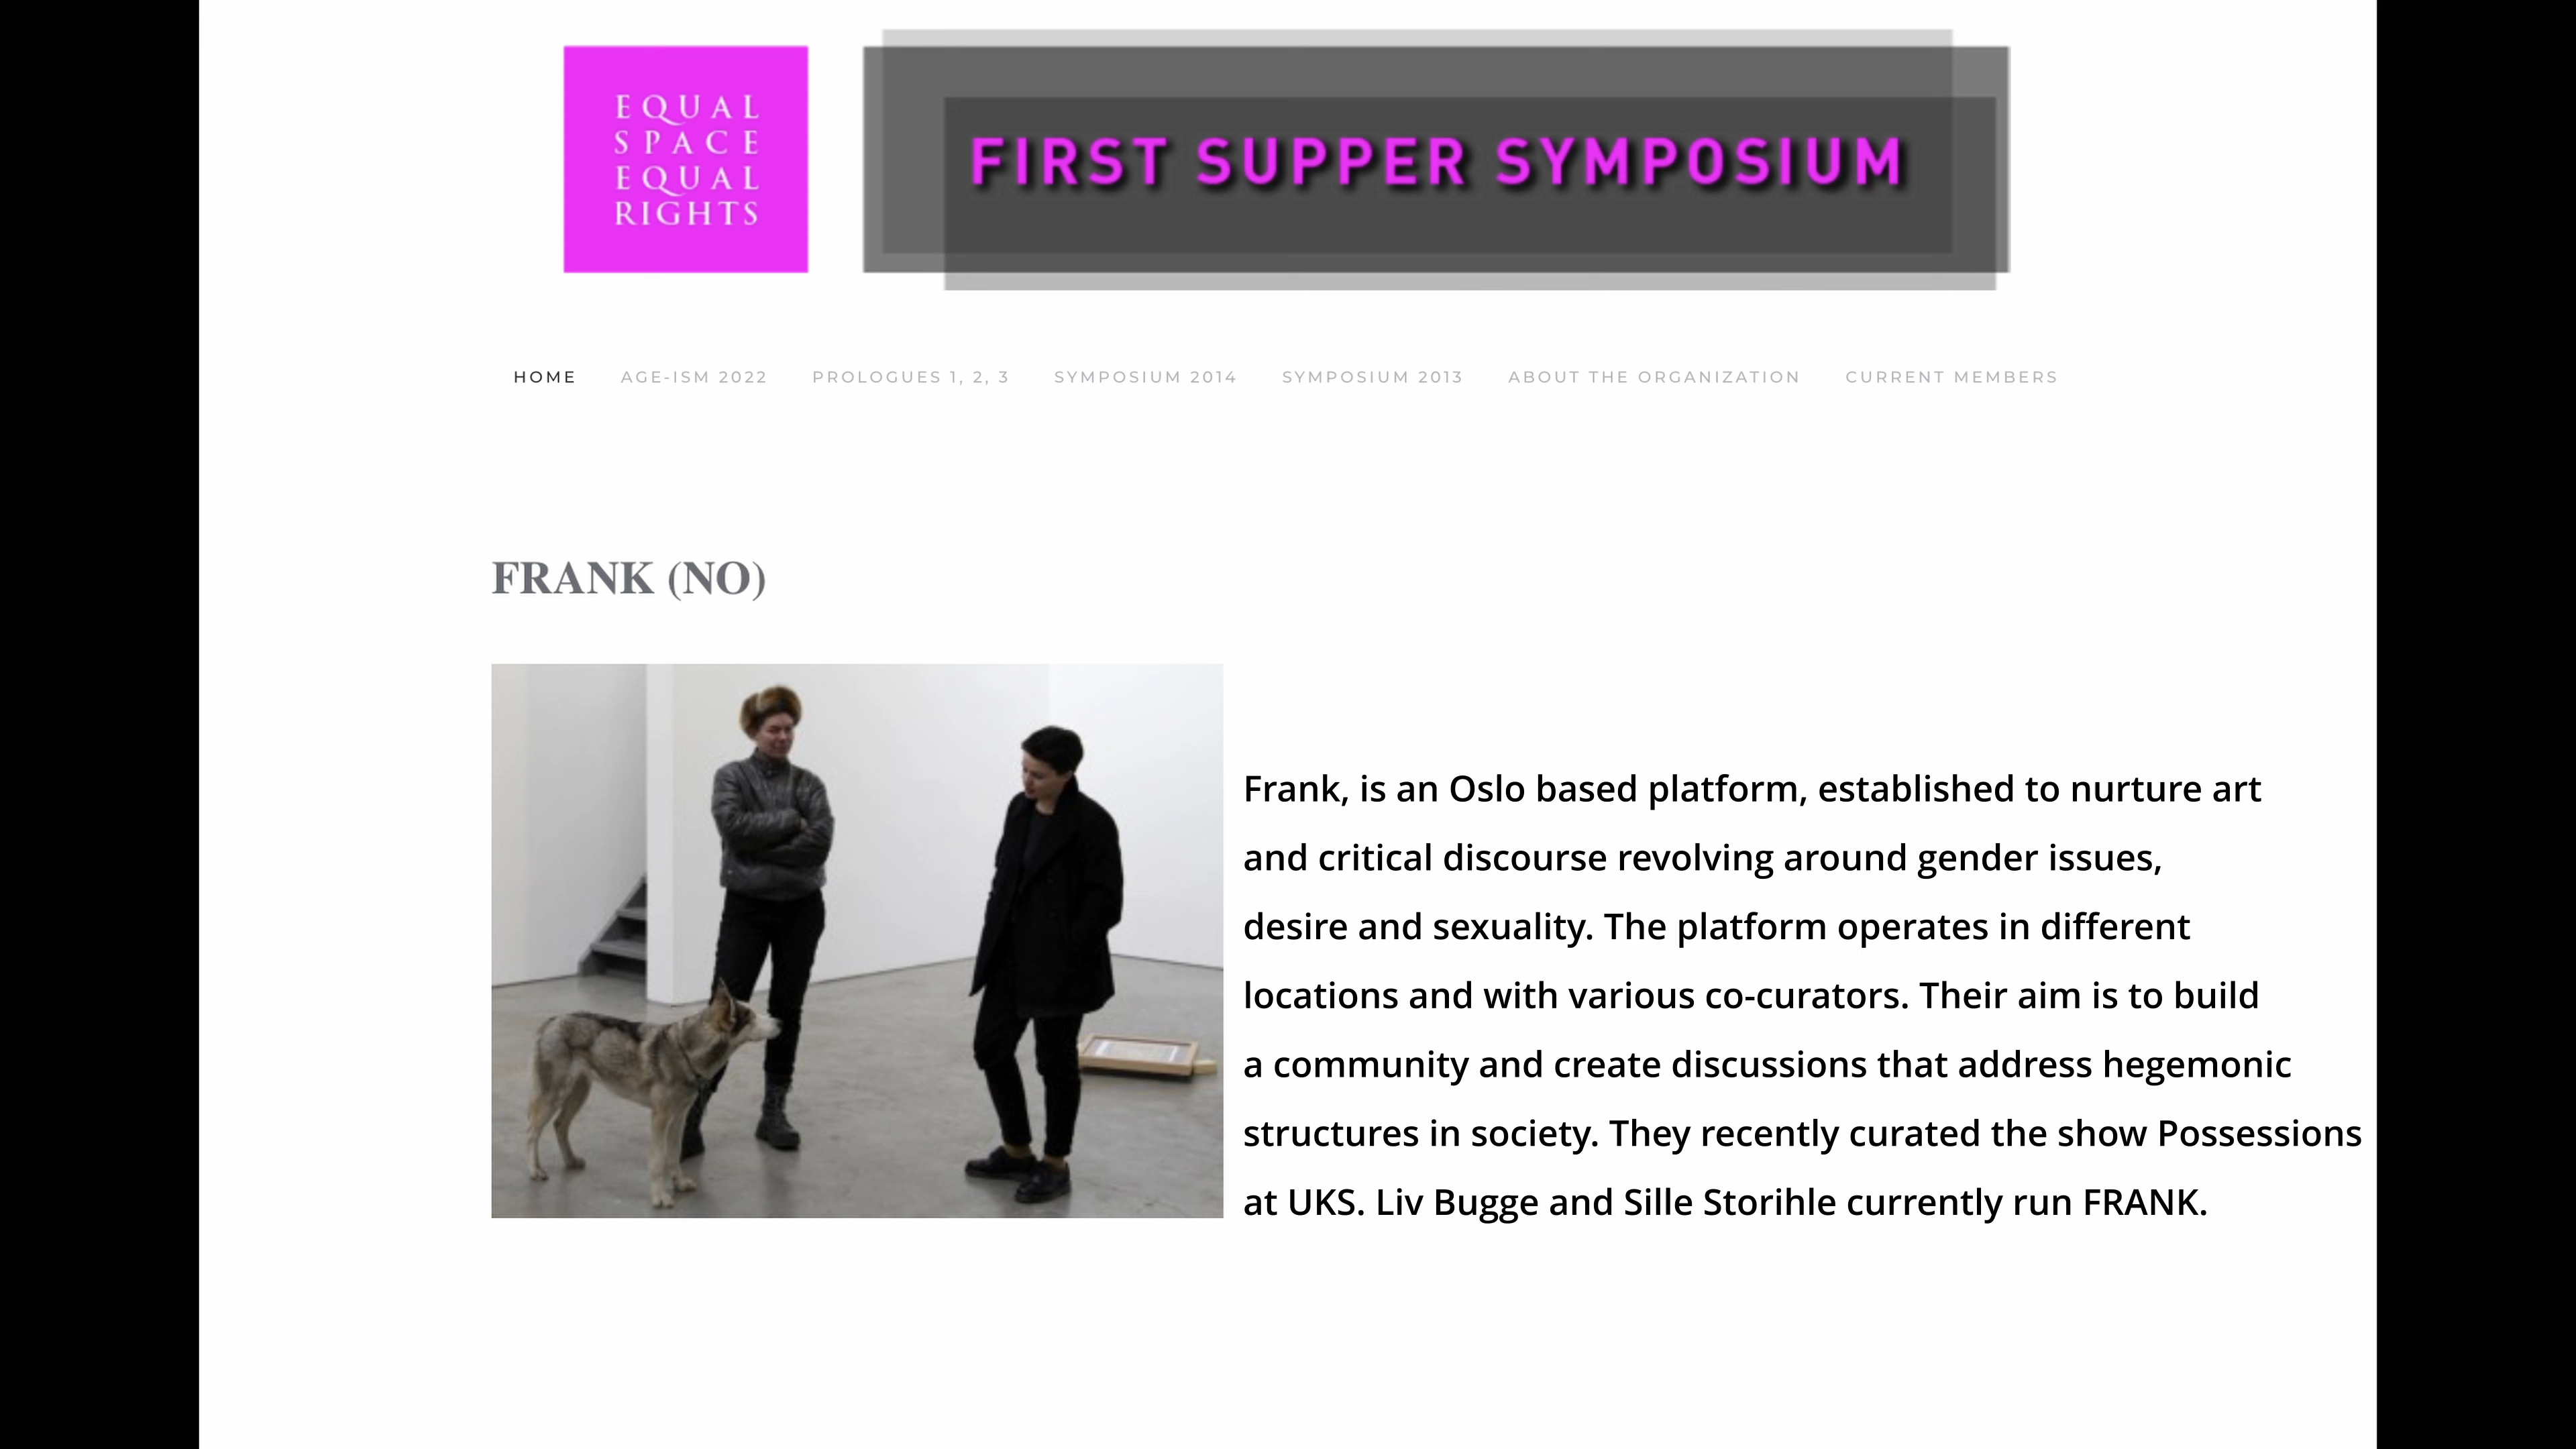 EQUAL
SPACE
EQUAL
RIGHTS
FIRST SUPPER SYMPOSIUM
HOME AGE-ISM 2022 PROLOGUES 1, 2, 3 SYMPOSIUM 2014 SYMPOSIUM 2013 ABOUT THE ORGANIZATION CURRENT MEMBERS
FRANK (NO)
Frank, is an Oslo based platform, established to nurture art
and critical discourse revolving around gender issues,
desire and sexuality. The platform operates in different
locations and with various co-curators. Their aim is to build
a community and create discussions that address hegemonic
structures in society. They recently curated the show Possessions
at UKS. Liv Bugge and Sille Storihle currently run FRANK.